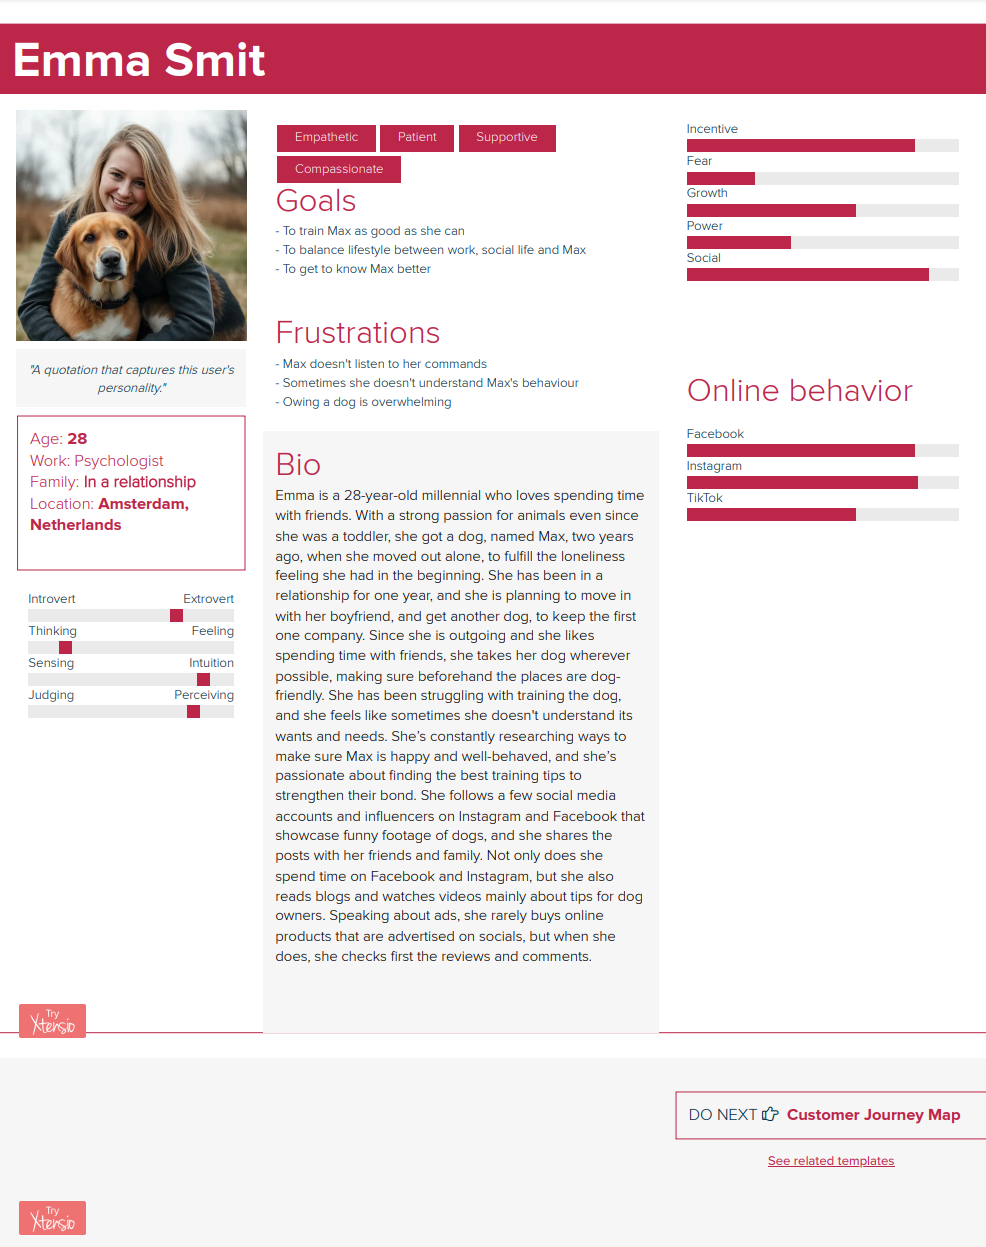 Emma Smit
"A quotation that captures this user's
personality."
Age: 28
Work: Psychologist
Family: In a relationship
Location: Amsterdam,
Netherlands
Introvert Extrovert
Thinking Feeling
Sensing Intuition
Judging Perceiving
Empathetic Patient Supportive
Compassionate
Goals
- To train Max as good as she can
- To balance lifestyle between work, social life and Max
- To get to know Max better
Frustrations
- Max doesn't listen to her commands
- Sometimes she doesn't understand Max's behaviour
- Owing a dog is overwhelming
Bio
Emma is a 28-year-old millennial who loves spending time
with friends. With a strong passion for animals even since
she was a toddler, she got a dog, named Max, two years
ago, when she moved out alone, to fulfill the loneliness
feeling she had in the beginning. She has been in a
relationship for one year, and she is planning to move in
with her boyfriend, and get another dog, to keep the first
one company. Since she is outgoing and she likes
spending time with friends, she takes her dog wherever
possible, making sure beforehand the places are dog-
friendly. She has been struggling with training the dog,
and she feels like sometimes she doesn't understand its
wants and needs. She's constantly researching ways to
make sure Max is happy and well-behaved, and she's
passionate about finding the best training tips to
strengthen their bond. She follows a few social media
accounts and influencers on Instagram and Facebook that
showcase funny footage of dogs, and she shares the
posts with her friends and family. Not only does she
spend time on Facebook and Instagram, but she also
reads blogs and watches videos mainly about tips for dog
owners. Speaking about ads, she rarely buys online
products that are advertised on socials, but when she
does, she checks first the reviews and comments.
Incentive
Fear
Growth
Power
Social
Online behavior
Facebook
Instagram
TikTok
Try
Xtensio
DO NEXT Customer Journey Map
See related templates
Try
Xtensio